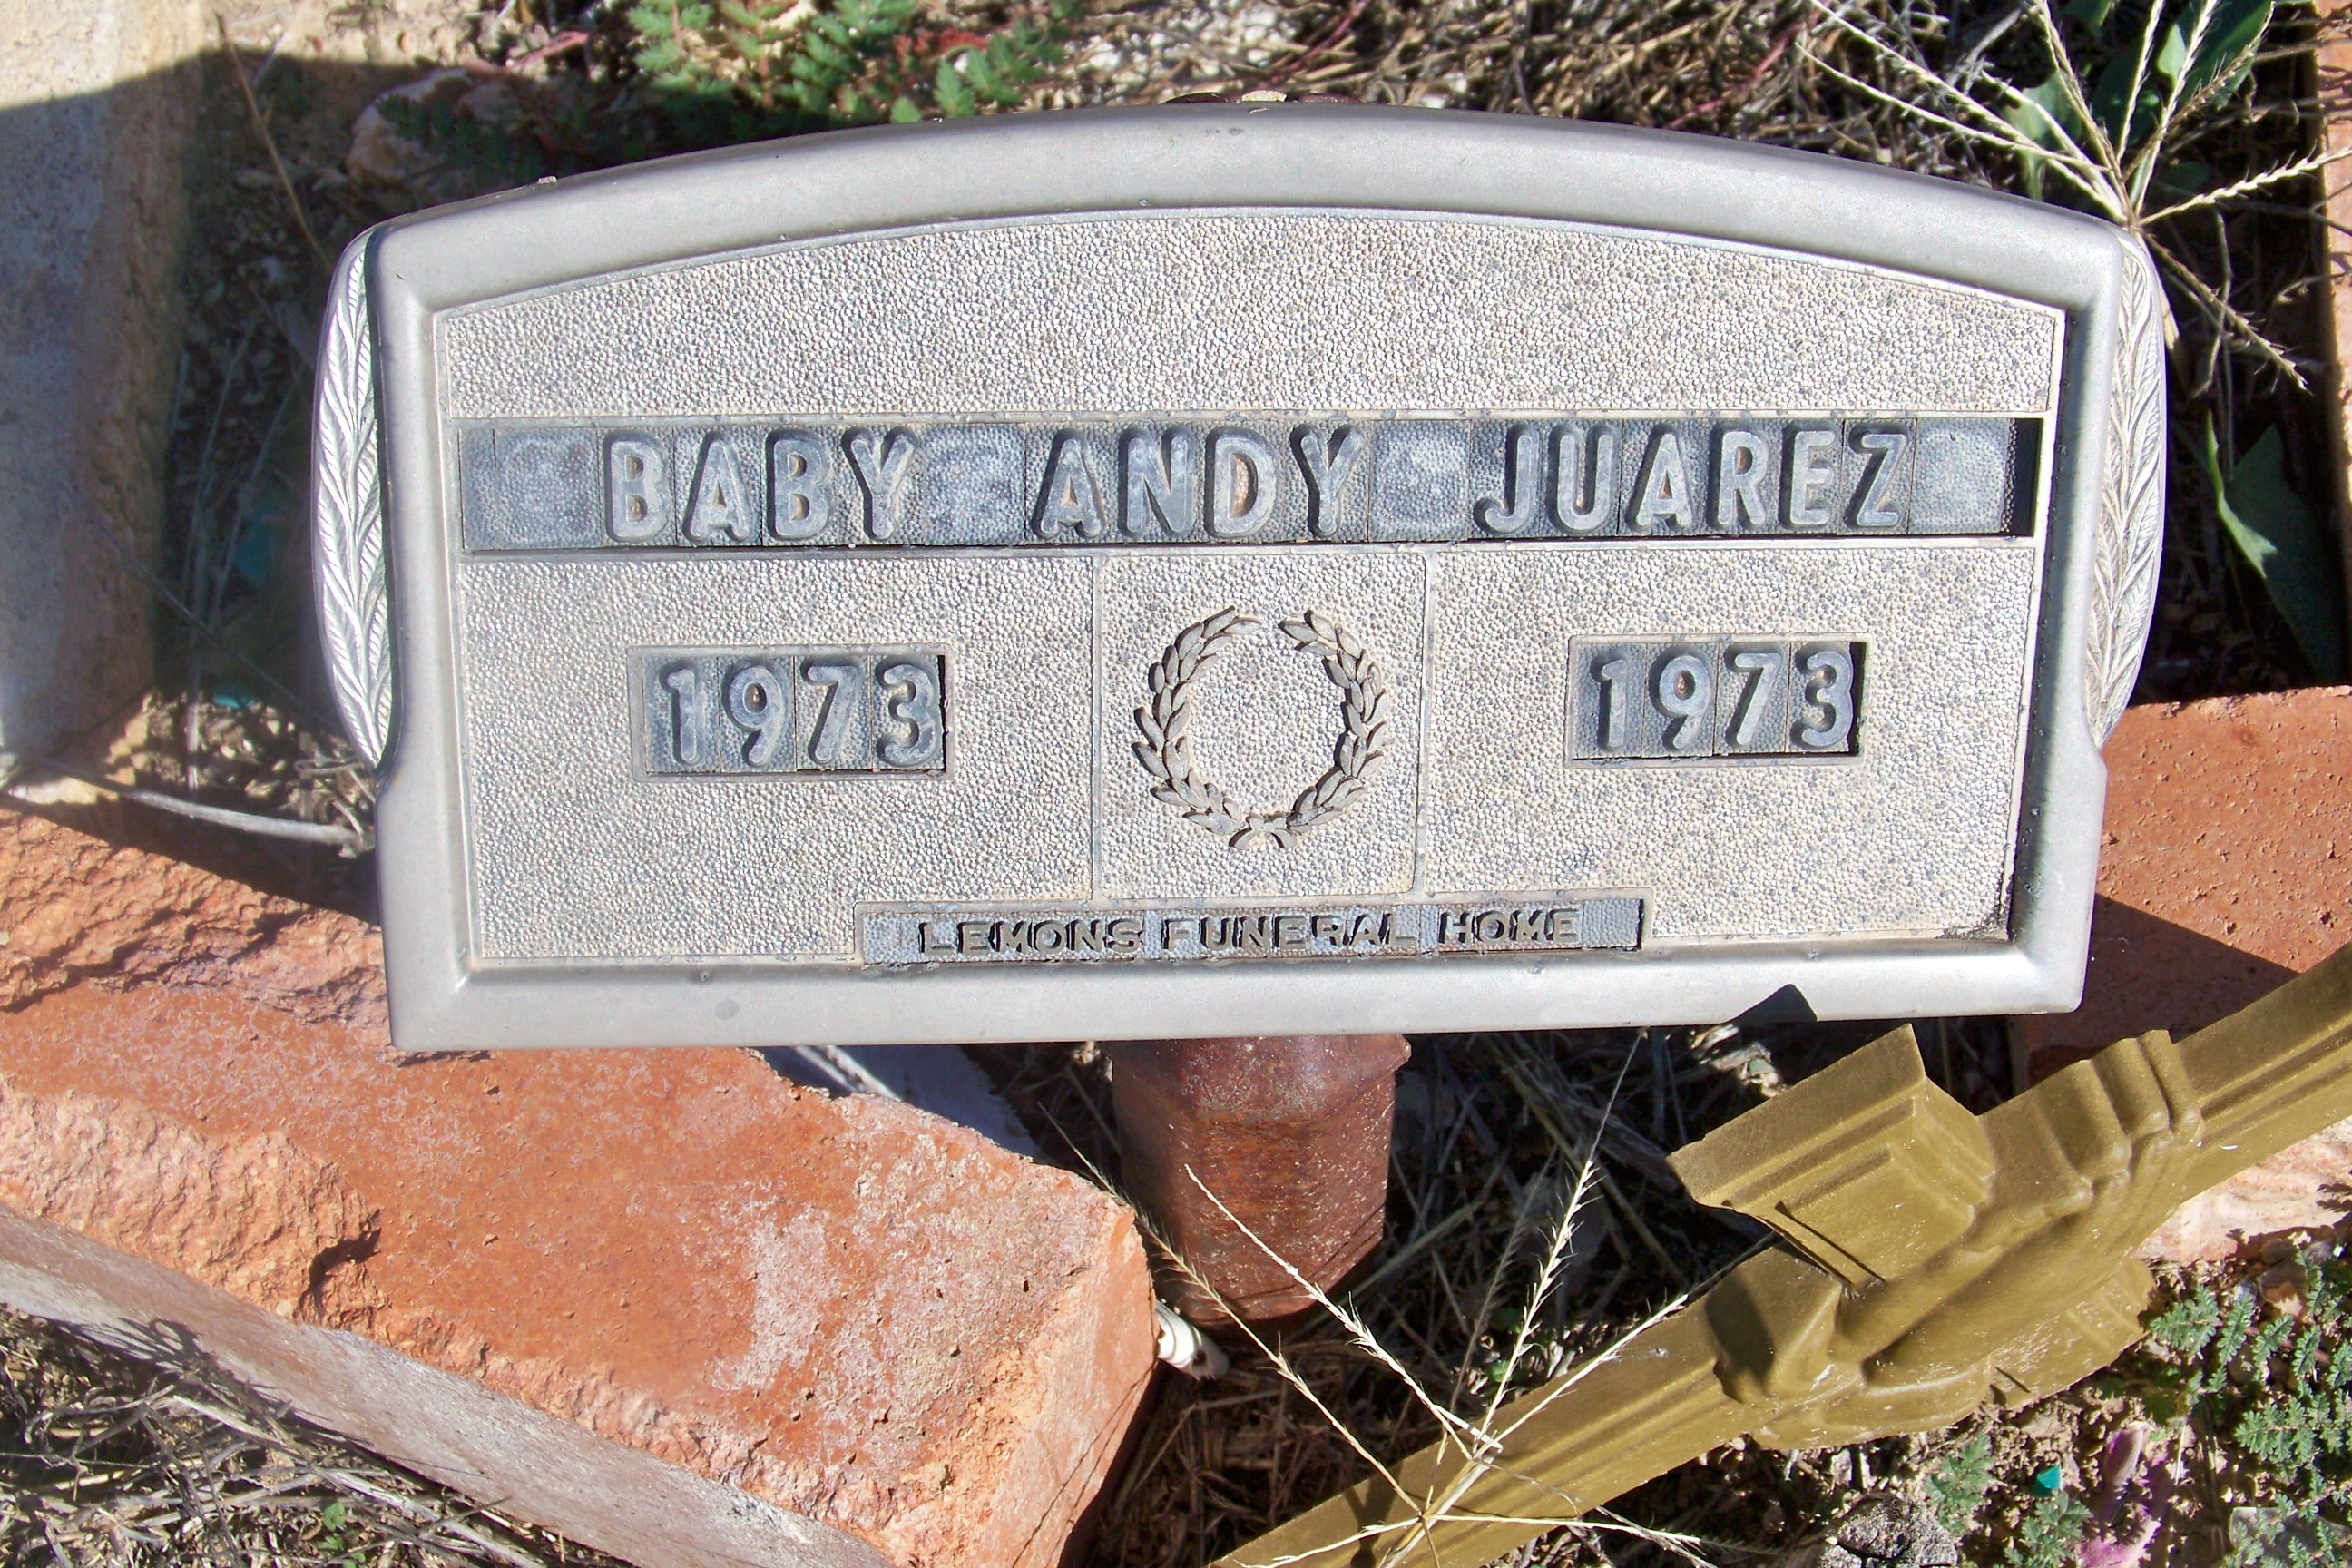 BABY ANDY JUAREZ
1973 1973
LEMONS FUNERAL HOME